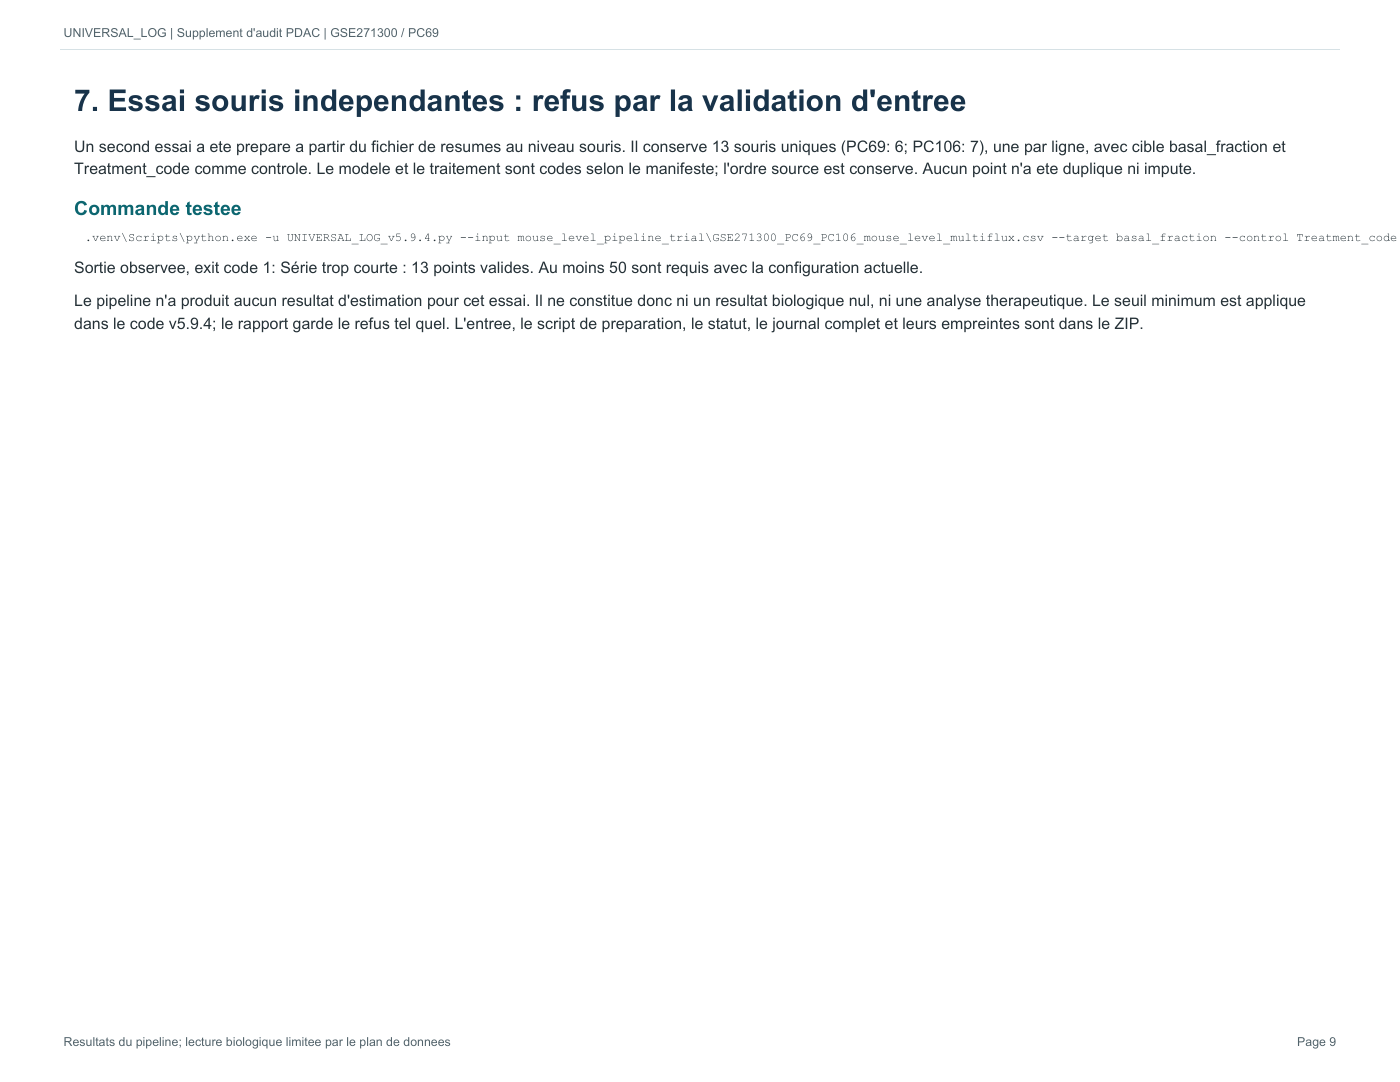 UNIVERSAL_LOG | Supplement d'audit PDAC | GSE271300 / PC69
7. Essai souris independantes : refus par la validation d'entree
Un second essai a ete prepare a partir du fichier de resumes au niveau souris. Il conserve 13 souris uniques (PC69: 6; PC106: 7), une par ligne, avec cible basal_fraction et
Treatment_code comme controle. Le modele et le traitement sont codes selon le manifeste; l'ordre source est conserve. Aucun point n'a ete duplique ni impute.
Commande testee
.venv\Scripts\python.exe -u UNIVERSAL_LOG_v5.9.4.py --input mouse_level_pipeline_trial\GSE271300_PC69_PC106_mouse_level_multiflux.csv --target basal_fraction --control Treatment_code
Sortie observee, exit code 1: Série trop courte : 13 points valides. Au moins 50 sont requis avec la configuration actuelle.
Le pipeline n'a produit aucun resultat d'estimation pour cet essai. Il ne constitue donc ni un resultat biologique nul, ni une analyse therapeutique. Le seuil minimum est applique
dans le code v5.9.4; le rapport garde le refus tel quel. L'entree, le script de preparation, le statut, le journal complet et leurs empreintes sont dans le ZIP.
Resultats du pipeline; lecture biologique limitee par le plan de donnees
Page 9